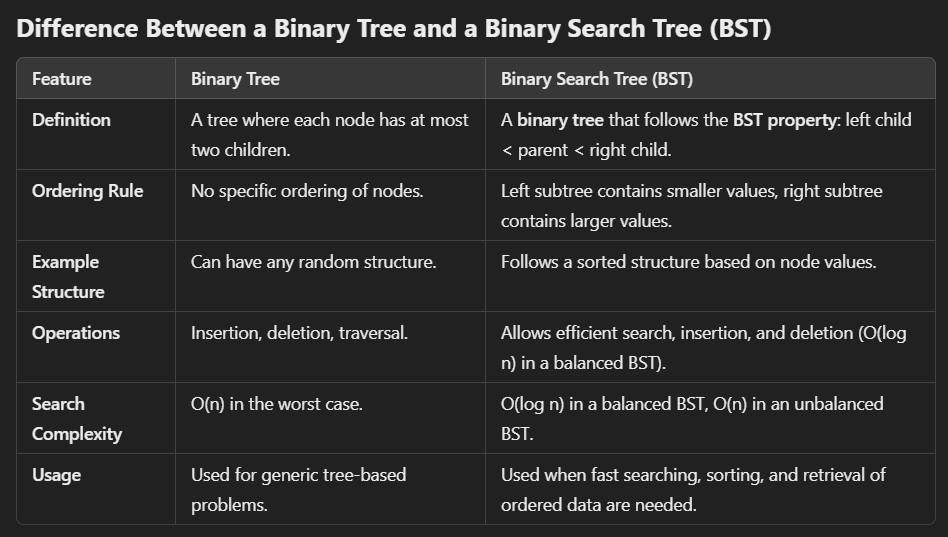 Difference Between a Binary Tree and a Binary Search Tree (BST)
Feature Binary Tree Binary Search Tree (BST)
Definition
A tree where each node has at most
two children.
A binary tree that follows the BST property: left child
< parent < right child.
Ordering Rule
No specific ordering of nodes.
Left subtree contains smaller values, right subtree
contains larger values.
Example
Structure
Can have any random structure.
Follows a sorted structure based on node values.
Operations
Insertion, deletion, traversal.
Allows efficient search, insertion, and deletion (O(log
n) in a balanced BST).
Search
Complexity
O(n) in the worst case.
O(log n) in a balanced BST, O(n) in an unbalanced
BST.
Usage
Used for generic tree-based
problems.
Used when fast searching, sorting, and retrieval of
ordered data are needed.